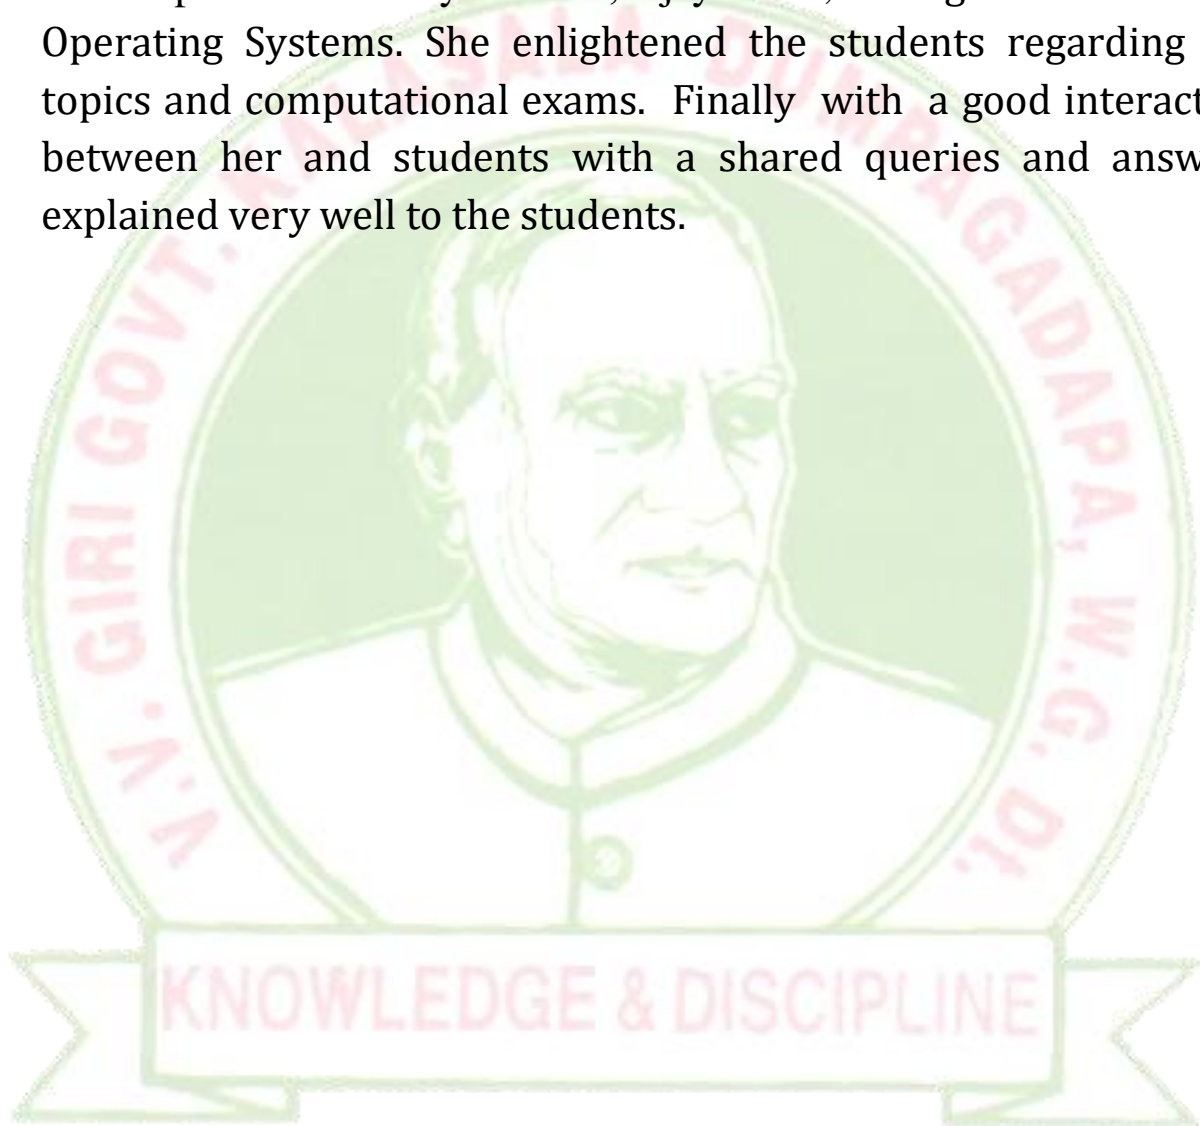 Operating Systems. She enlightened the students regarding
topics and computational exams. Finally with a good interact
between her and students with a shared queries and answ
explained very well to the students.
V.V. GIRI GOVT. KALASALA DUMPAGADAPA, W.G. Dt.
KNOWLEDGE & DISCIPLINE